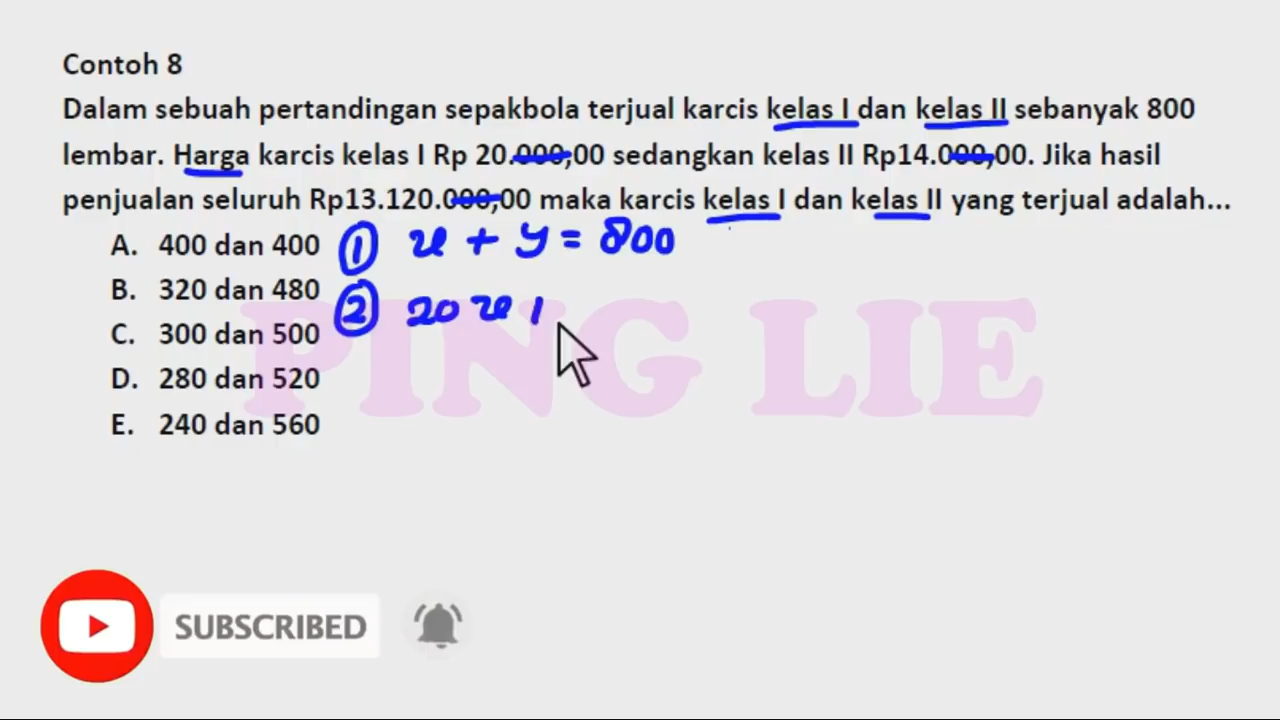 Contoh 8
Dalam sebuah pertandingan sepakbola terjual karcis kelas I dan kelas II sebanyak 800
lembar. Harga karcis kelas I Rp 20.000,00 sedangkan kelas II Rp14.000,00. Jika hasil
penjualan seluruh Rp13.120.000,00 maka karcis kelas I dan kelas II yang terjual adalah...
A. 400 dan 400
① x + y = 800
B. 320 dan 480
② 20 x
C. 300 dan 500
D. 280 dan 520
E. 240 dan 560
PING LIE
SUBSCRIBED